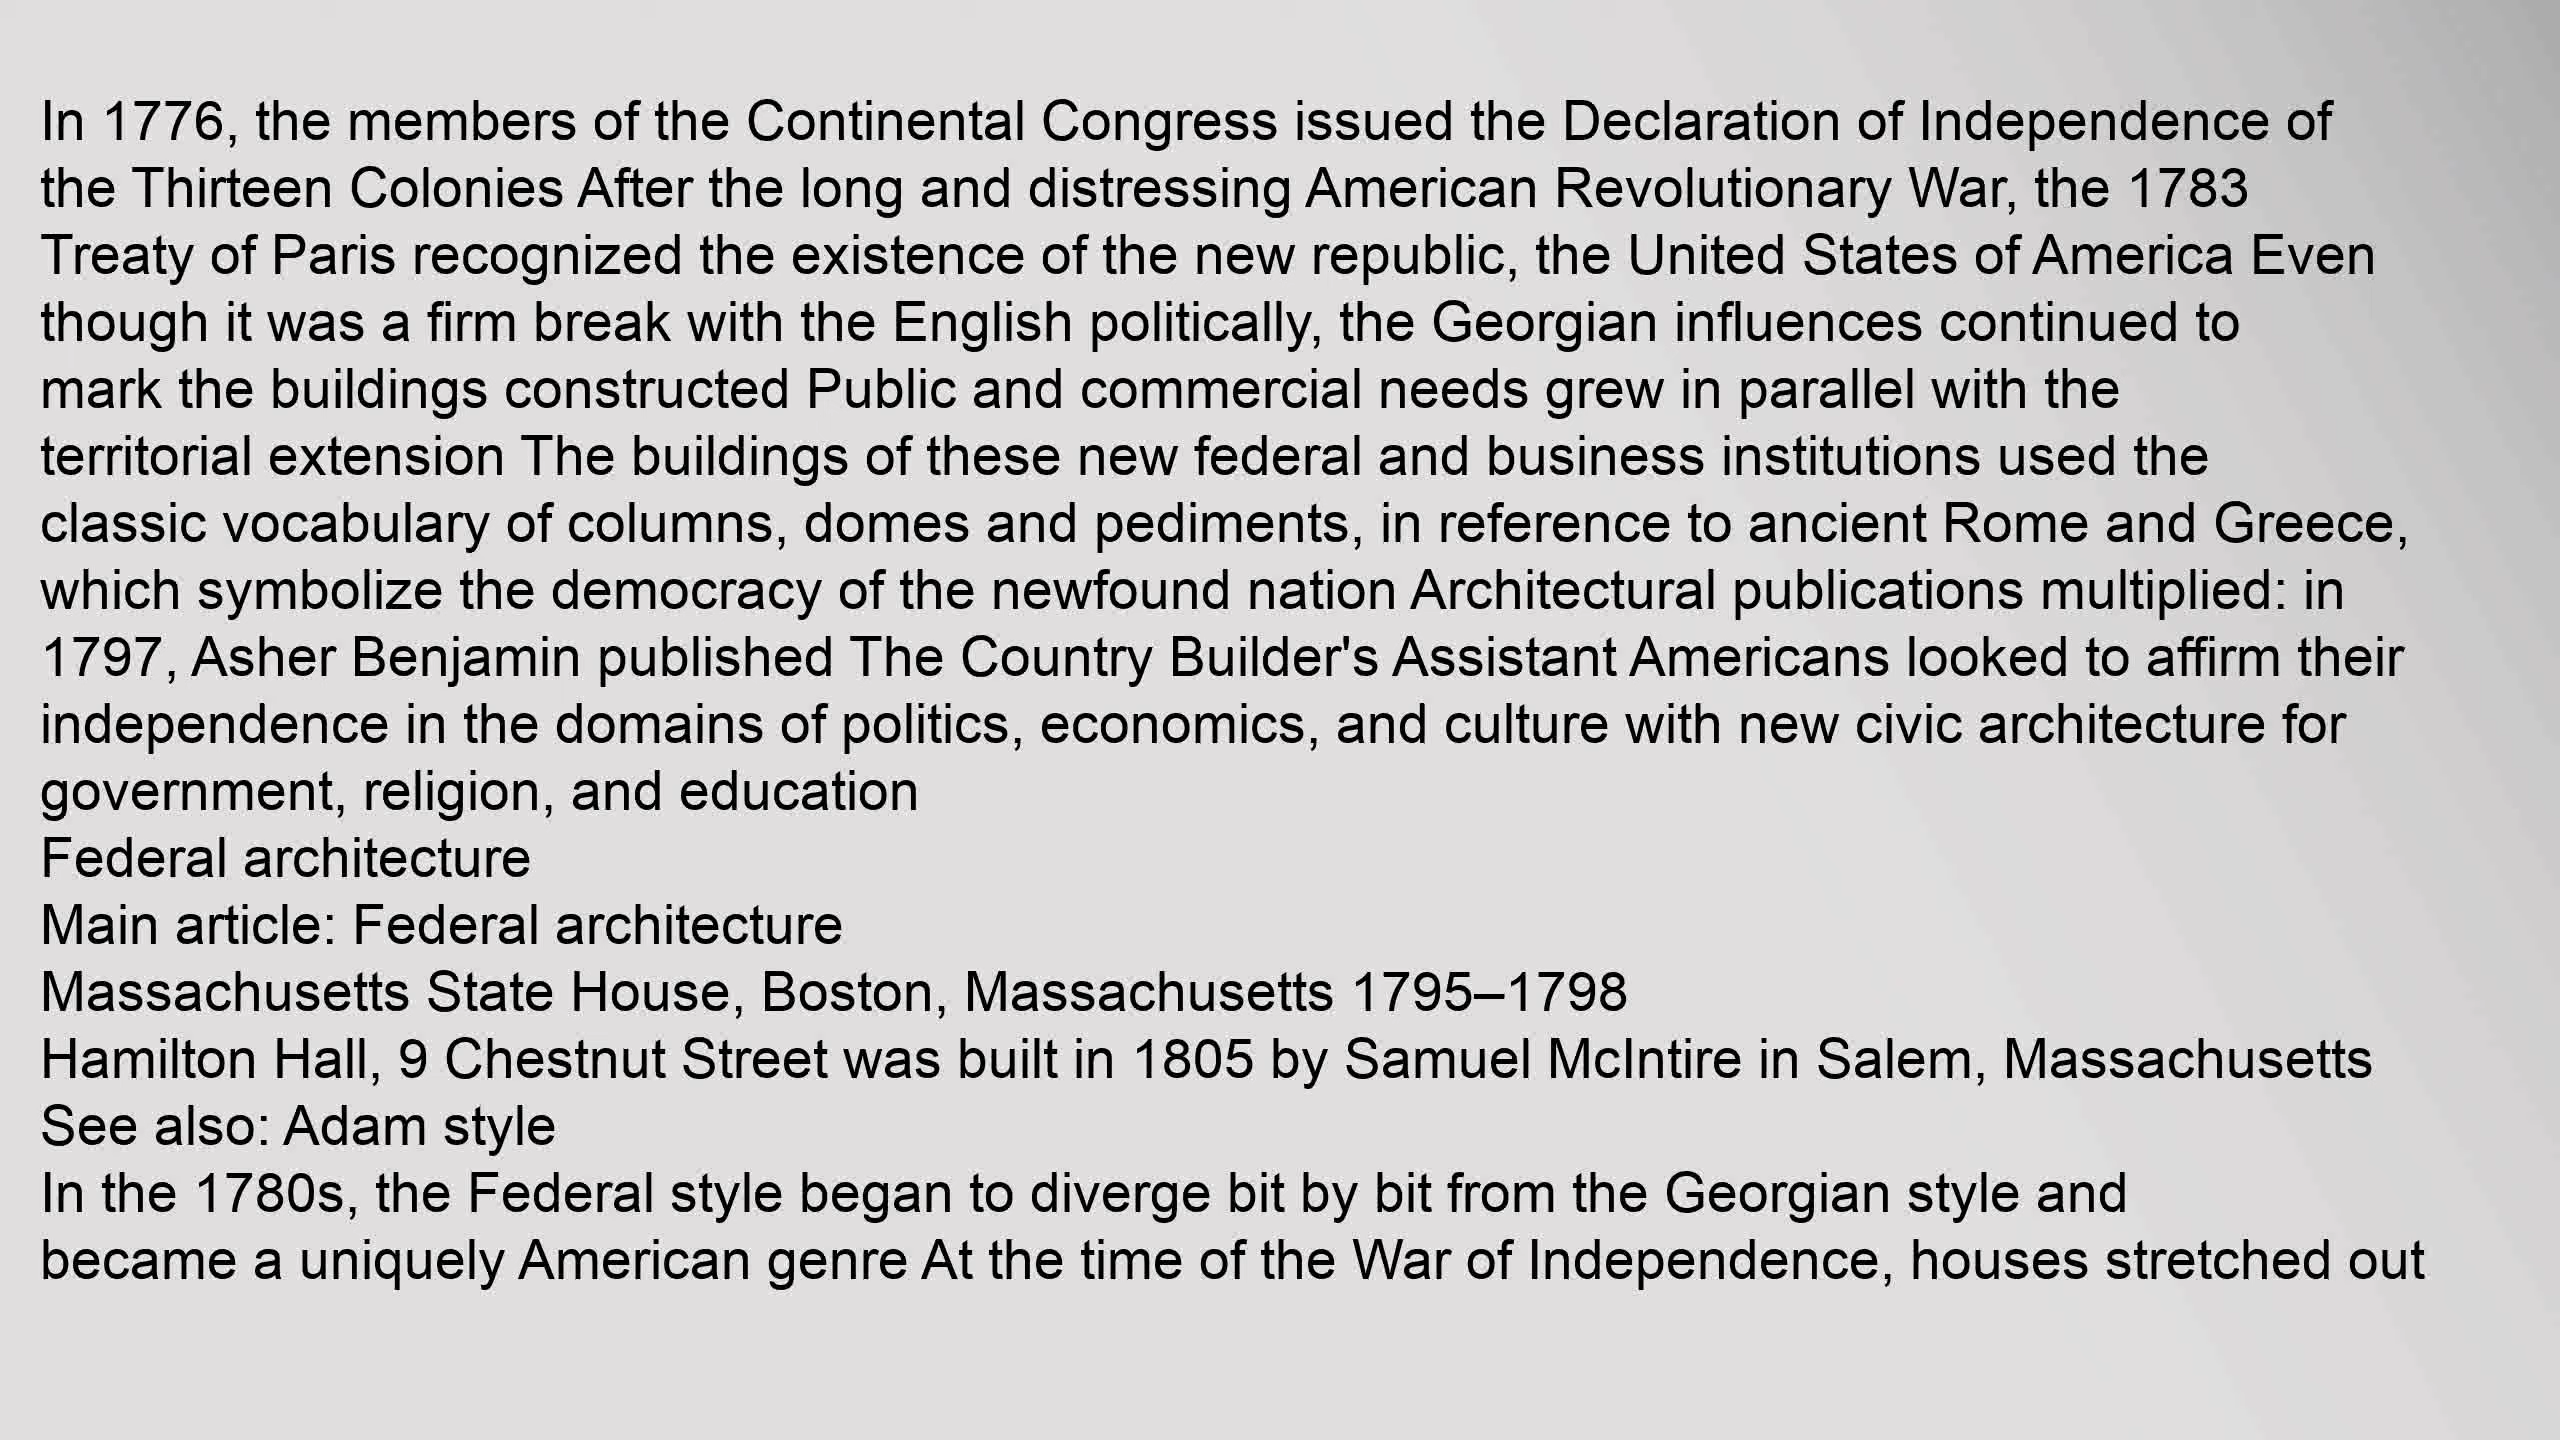 In 1776, the members of the Continental Congress issued the Declaration of Independence of
the Thirteen Colonies After the long and distressing American Revolutionary War, the 1783
Treaty of Paris recognized the existence of the new republic, the United States of America Even
though it was a firm break with the English politically, the Georgian influences continued to
mark the buildings constructed Public and commercial needs grew in parallel with the
territorial extension The buildings of these new federal and business institutions used the
classic vocabulary of columns, domes and pediments, in reference to ancient Rome and Greece,
which symbolize the democracy of the newfound nation Architectural publications multiplied: in
1797, Asher Benjamin published The Country Builder's Assistant Americans looked to affirm their
independence in the domains of politics, economics, and culture with new civic architecture for
government, religion, and education
Federal architecture
Main article: Federal architecture
Massachusetts State House, Boston, Massachusetts 1795–1798
Hamilton Hall, 9 Chestnut Street was built in 1805 by Samuel McIntire in Salem, Massachusetts
See also: Adam style
In the 1780s, the Federal style began to diverge bit by bit from the Georgian style and
became a uniquely American genre At the time of the War of Independence, houses stretched out